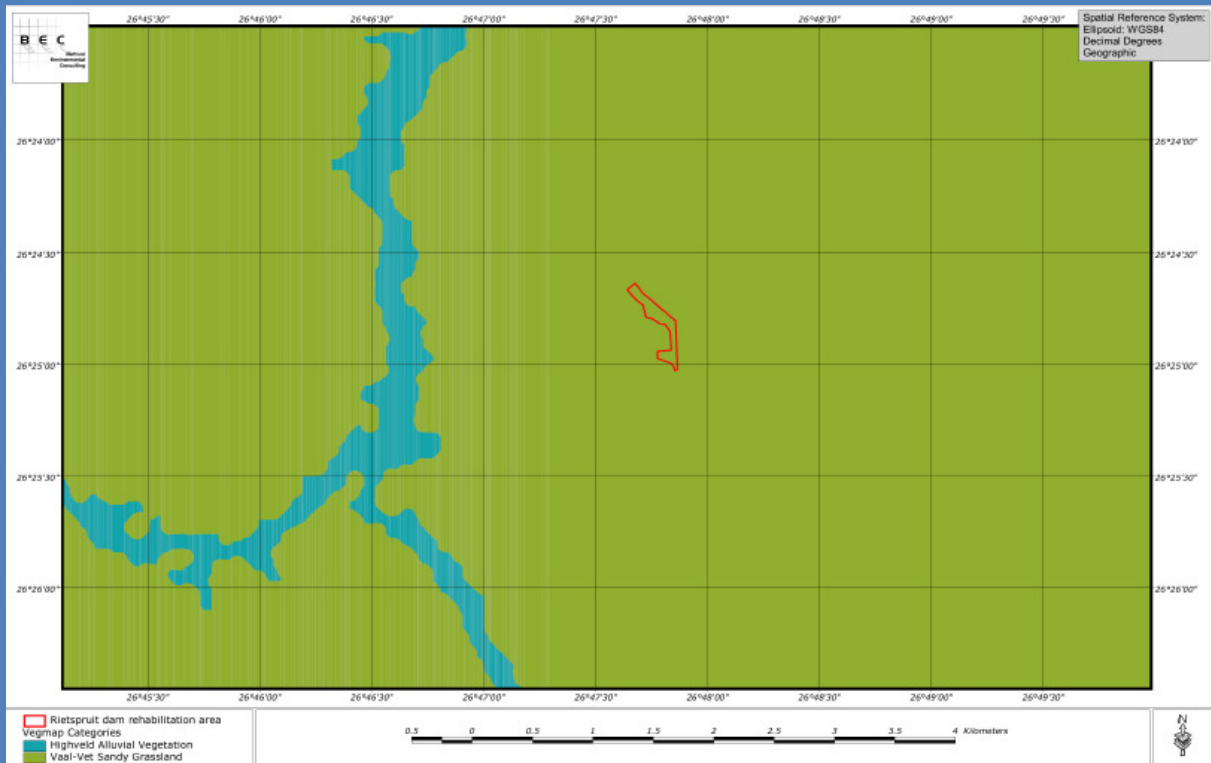 B E C
Bathusi
Environmental
Consulting
26°45'30" 26°46'00" 26°46'30" 26°47'00" 26°47'30" 26°48'00" 26°48'30" 26°49'00" 26°49'30"
Spatial Reference System:
Ellipsoid: WGS84
Decimal Degrees
Geographic
26°24'00" 26°24'00"
26°24'30" 26°24'30"
26°25'00" 26°25'00"
26°25'30" 26°25'30"
26°26'00" 26°26'00"
26°45'30" 26°46'00" 26°46'30" 26°47'00" 26°47'30" 26°48'00" 26°48'30" 26°49'00" 26°49'30"
Rietspruit dam rehabilitation area
Vegmap Categories
Highveld Alluvial Vegetation
Vaal-Vet Sandy Grassland
0.5 0 0.5 1 1.5 2 2.5 3 3.5 4 Kilometers
N